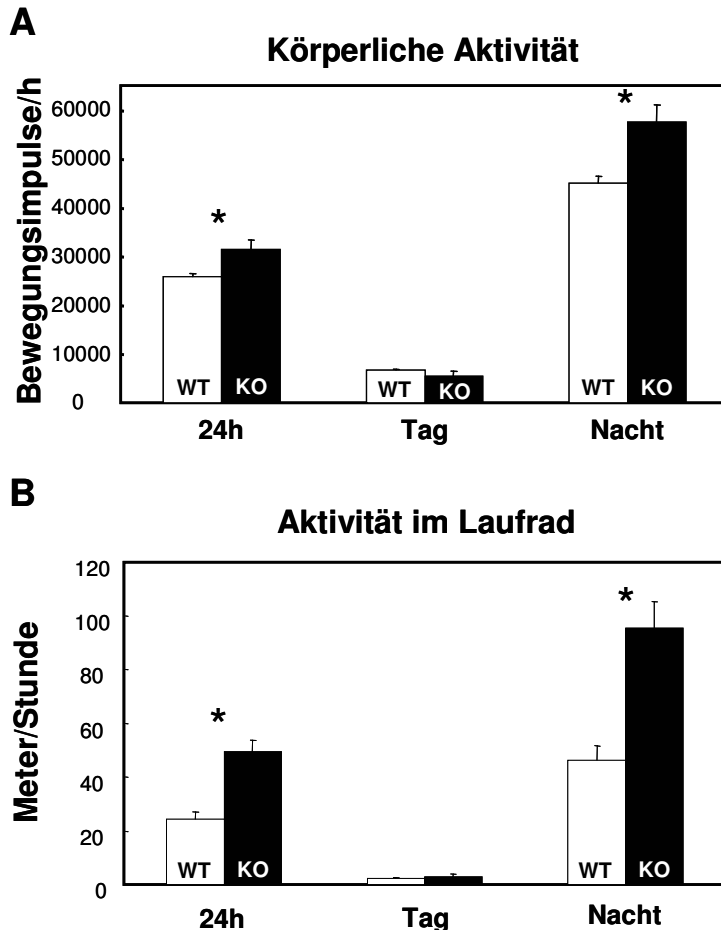 A
Körperliche Aktivität
Bewegungsimpulse/h
60000
50000
40000
30000
20000
10000
0
*
*
WT
KO
WT
KO
WT
KO
24h
Tag
Nacht
B
Aktivität im Laufrad
Meter/Stunde
120
100
80
60
40
20
0
*
*
WT
KO
WT
KO
24h
Tag
Nacht